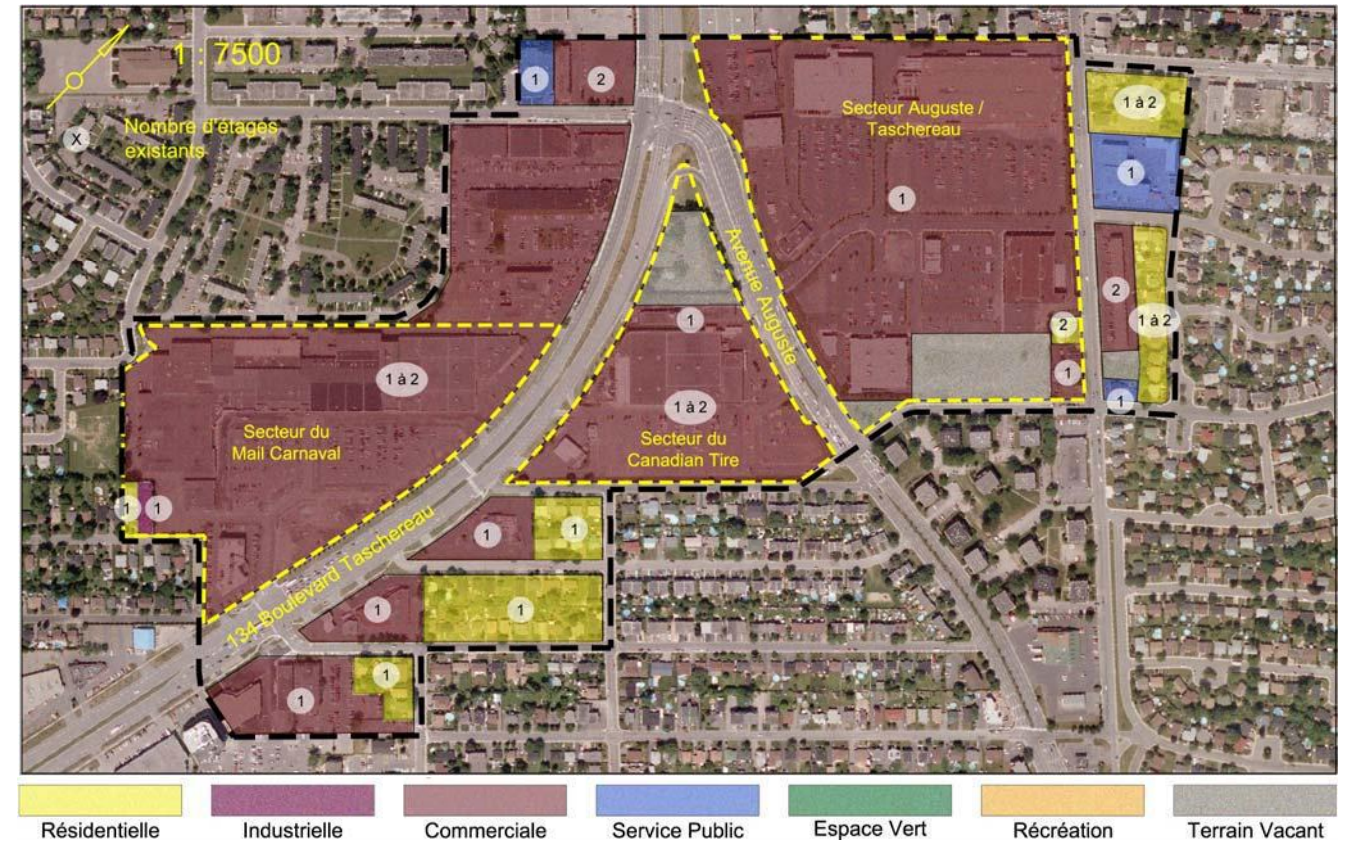 1 : 7500
X
Nombre d'étages
existants
1
2
Secteur Auguste /
Taschereau
1
1 à 2
1
2
1 à 2
1
Avenue Auguste
1
2
1
1 à 2
Secteur du
Mail Carnaval
1 à 2
Secteur du
Canadian Tire
1
1
134-Boulevard Taschereau
1
1
1
1
1
1
Résidentielle
Industrielle
Commerciale
Service Public
Espace Vert
Récréation
Terrain Vacant